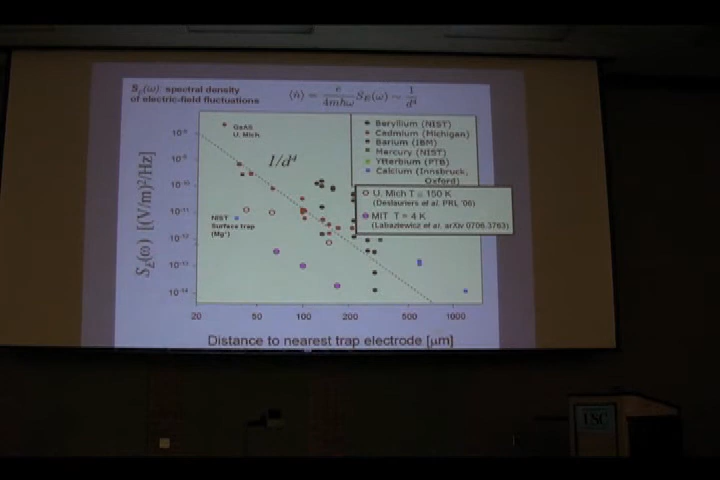 S_E(ω) spectral density
of electric-field fluctuations
⟨ṅ⟩ = e / 4mħω S_E(ω) ~ 1 / d⁴
GaAs
U. Mich
1/d⁴
Beryllium (NIST)
Cadmium (Michigan)
Barium (IBM)
Mercury (NIST)
Ytterbium (PTB)
Calcium (Innsbruck,
Oxford)
U. Mich T = 150 K
(Deslauriers et al. PRL '06)
MIT T = 4 K
(Labaziewicz et al. arXiv 0706.3763)
NIST
Surface trap
(Mg⁺)
S_E(ω) [(V/m)²/Hz]
10⁻⁹
10⁻¹⁰
10⁻¹¹
10⁻¹²
10⁻¹³
10⁻¹⁴
20 50 100 200 500 1000
Distance to nearest trap electrode [μm]
USC